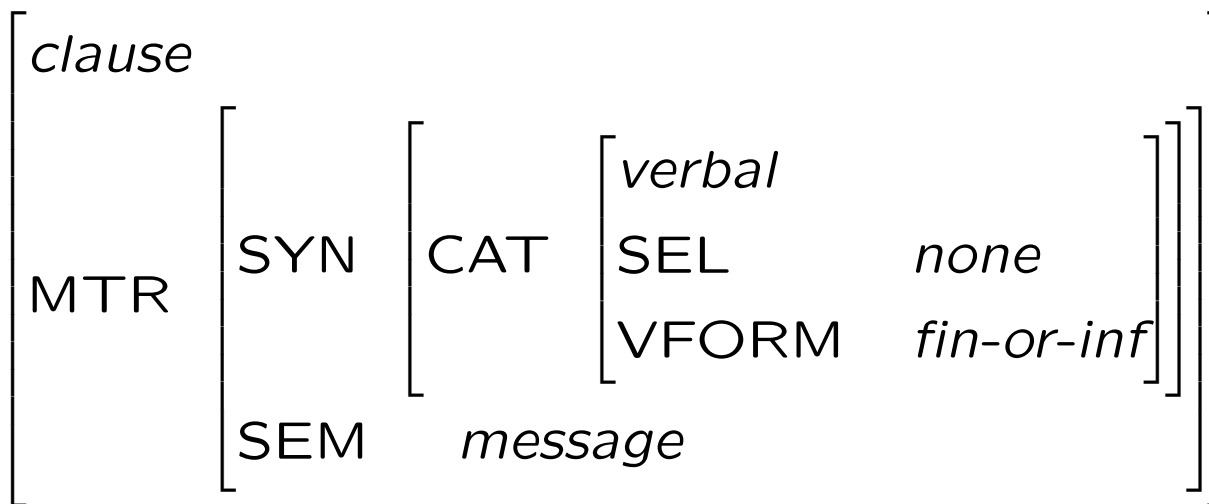 clause
verbal
SYN CAT SEL none
MTR
VFORM fin-or-inf
SEM message